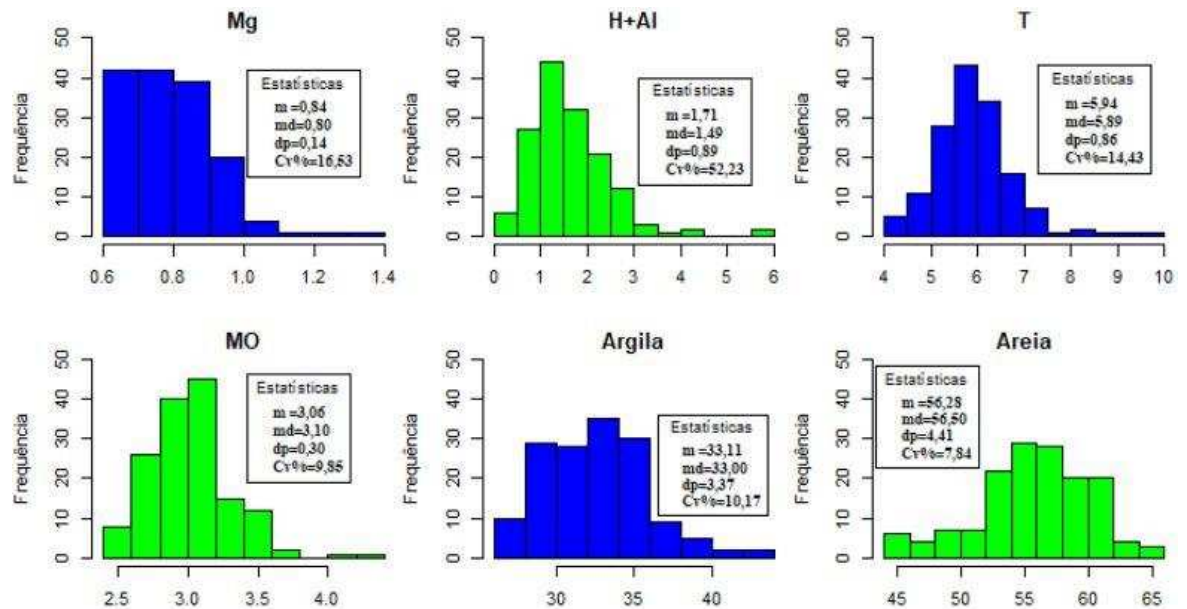 Mg
Frequência
50
40
30
20
10
0
0.6 0.8 1.0 1.2 1.4
Estatísticas
m =0,84
md=0,80
dp=0,14
Cv%=16,53
H+Al
Frequência
50
40
30
20
10
0
0 1 2 3 4 5 6
Estatísticas
m =1,71
md=1,49
dp=0,89
Cv%=52,23
T
Frequência
50
40
30
20
10
0
4 5 6 7 8 9 10
Estatísticas
m =5,94
md=5,89
dp=0,86
Cv%=14,43
MO
Frequência
50
40
30
20
10
0
2.5 3.0 3.5 4.0
Estatísticas
m =3,06
md=3,10
dp=0,30
Cv%=9,85
Argila
Frequência
50
40
30
20
10
0
30 35 40
Estatísticas
m =33,11
md=33,00
dp=3,37
Cv%=10,17
Areia
Frequência
50
40
30
20
10
0
45 50 55 60 65
Estatísticas
m =56,28
md=56,50
dp=4,41
Cv%=7,84